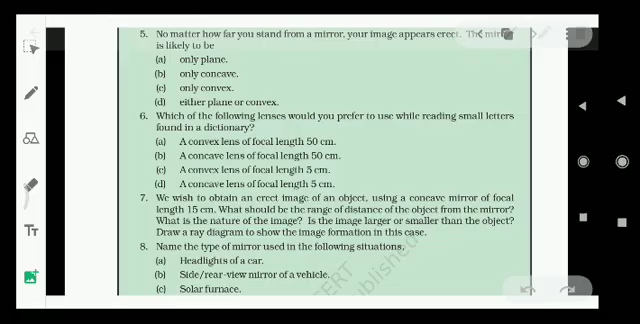 5. No matter how far you stand from a mirror, your image appears erect. The mirror
is likely to be
(a) only plane.
(b) only concave.
(c) only convex.
(d) either plane or convex.
6. Which of the following lenses would you prefer to use while reading small letters
found in a dictionary?
(a) A convex lens of focal length 50 cm.
(b) A concave lens of focal length 50 cm.
(c) A convex lens of focal length 5 cm.
(d) A concave lens of focal length 5 cm.
7. We wish to obtain an erect image of an object, using a concave mirror of focal
length 15 cm. What should be the range of distance of the object from the mirror?
What is the nature of the image? Is the image larger or smaller than the object?
Draw a ray diagram to show the image formation in this case.
8. Name the type of mirror used in the following situations.
(a) Headlights of a car.
(b) Side/rear-view mirror of a vehicle.
(c) Solar furnace.
Tт